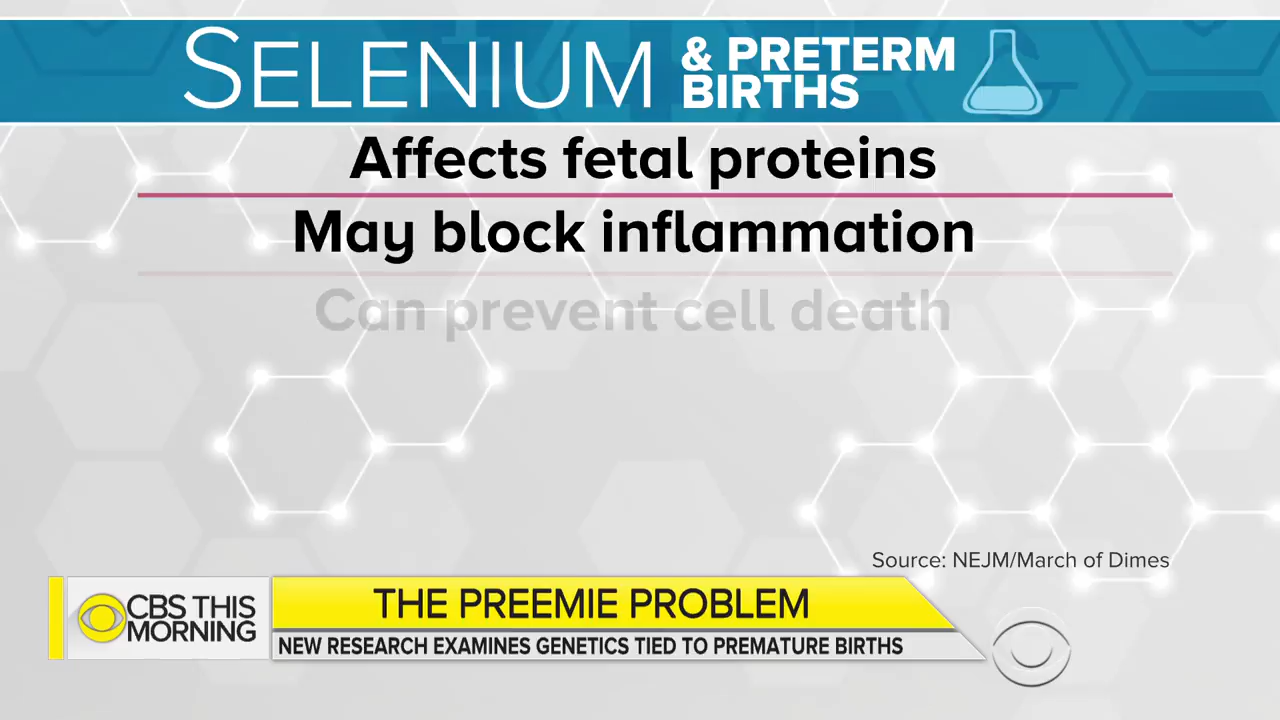 SELENIUM & PRETERM BIRTHS
Affects fetal proteins
May block inflammation
Can prevent cell death
Source: NEJM/March of Dimes
CBS THIS MORNING
THE PREEMIE PROBLEM
NEW RESEARCH EXAMINES GENETICS TIED TO PREMATURE BIRTHS